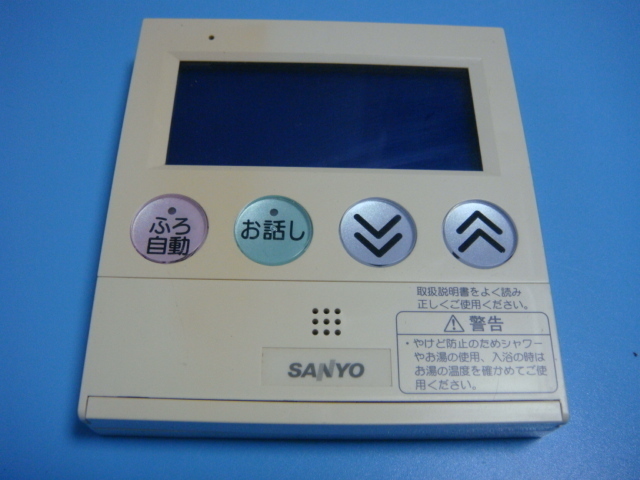 ふろ
自動
お話し
取扱説明書をよく読み
正しくご使用ください。
警告
・やけど防止のためシャワー
やお湯の使用、入浴の時は
お湯の温度を確かめてご使
用ください。
SANYO